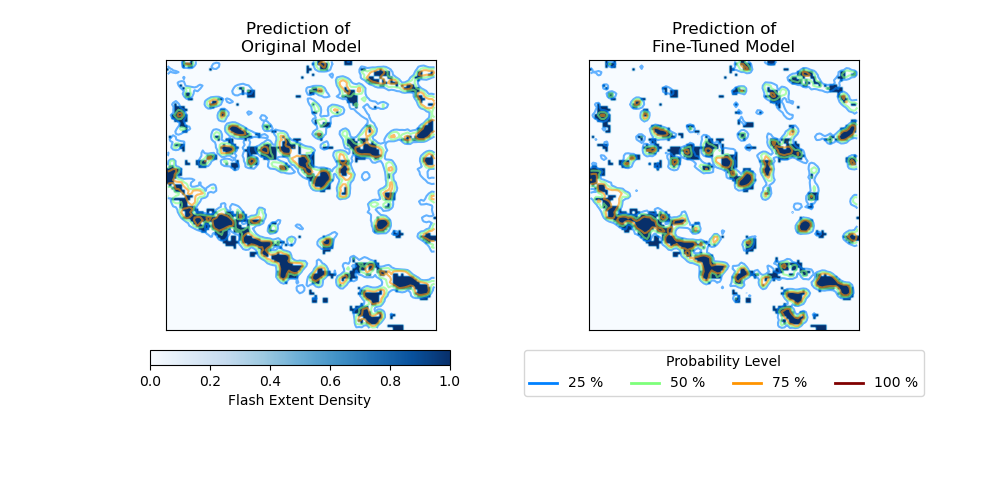 Prediction of
Original Model
Prediction of
Fine-Tuned Model
0.0 0.2 0.4 0.6 0.8 1.0
Flash Extent Density
Probability Level
25 % 50 % 75 % 100 %